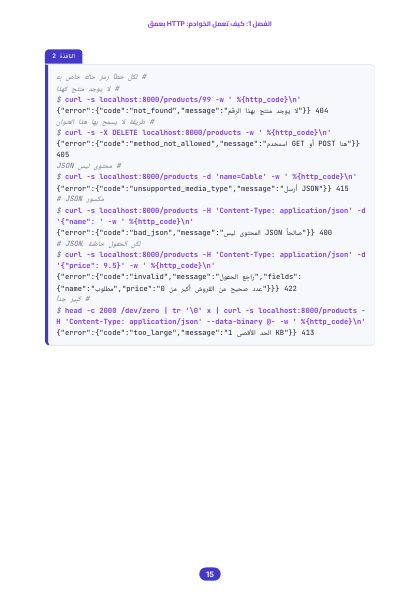 الفصل 1: كيف تعمل الخوادم: HTTP بعمق
النافذة 2
# لكل خطأ رمز حالة خاص به
# لا يوجد منتج كهذا
$ curl -s localhost:8000/products/99 -w ' %{http_code}\n'
{"error":{"code":"not_found","message":"لا يوجد منتج بهذا الرقم"}} 404
# طريقة لا يسمح بها هذا العنوان
$ curl -s -X DELETE localhost:8000/products -w ' %{http_code}\n'
{"error":{"code":"method_not_allowed","message":"استخدم GET أو POST هنا"}}
405
# محتوى ليس JSON
$ curl -s localhost:8000/products -d 'name=Cable' -w ' %{http_code}\n'
{"error":{"code":"unsupported_media_type","message":"أرسل JSON"}} 415
# JSON مكسور
$ curl -s localhost:8000/products -H 'Content-Type: application/json' -d
'{"name": ' -w ' %{http_code}\n'
{"error":{"code":"bad_json","message":"المحتوى ليس JSON صالحاً"}} 400
# JSON, لكن الحقول خاطئة
$ curl -s localhost:8000/products -H 'Content-Type: application/json' -d
'{"price": 9.5}' -w ' %{http_code}\n'
{"error":{"code":"invalid","message":"راجع الحقول","fields":
{"name":"مطلوب","price":"عدد صحيح من القروش أكبر من 0"}}} 422
# كبير جداً
$ head -c 2000 /dev/zero | tr '\0' x | curl -s localhost:8000/products -
H 'Content-Type: application/json' --data-binary @- -w ' %{http_code}\n'
{"error":{"code":"too_large","message":"الحد الأقصى 1 KB"}} 413
15